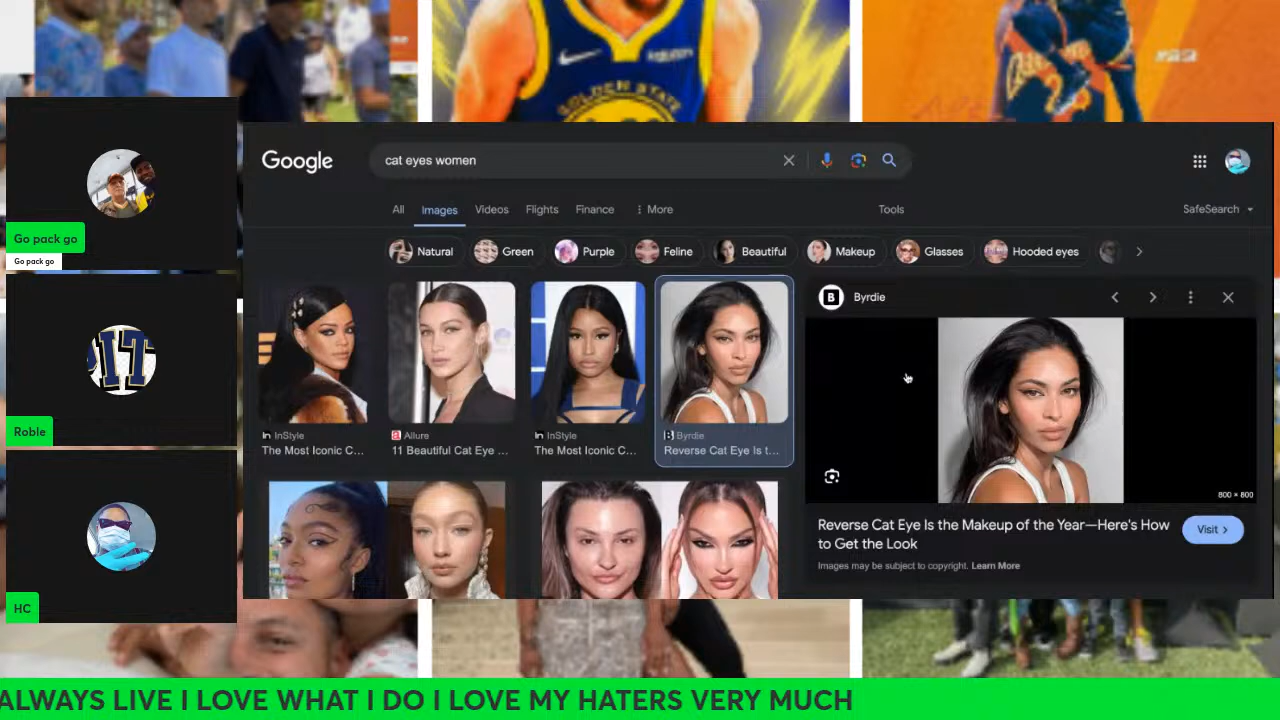 GOLDEN STATE
Google
cat eyes women
All
Images
Videos
Flights
Finance
More
Tools
SafeSearch
Natural
Green
Purple
Feline
Beautiful
Makeup
Glasses
Hooded eyes
Go pack go
Go pack go
B
Byrdie
InStyle
The Most Iconic C...
a Allure
11 Beautiful Cat Eye ...
InStyle
The Most Iconic C...
B Byrdie
Reverse Cat Eye Is t...
PIT
Roble
800 × 800
Reverse Cat Eye Is the Makeup of the Year—Here's How
to Get the Look
Visit
Images may be subject to copyright. Learn More
HC
ALWAYS LIVE I LOVE WHAT I DO I LOVE MY HATERS VERY MUCH